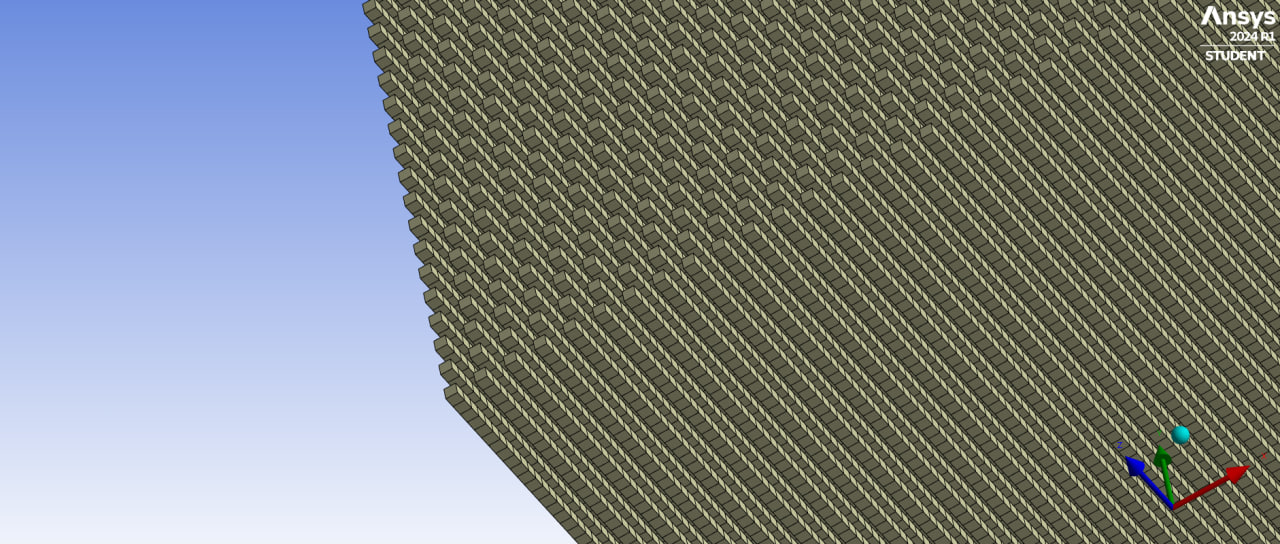 Ansys
2024 R1
STUDENT
Z